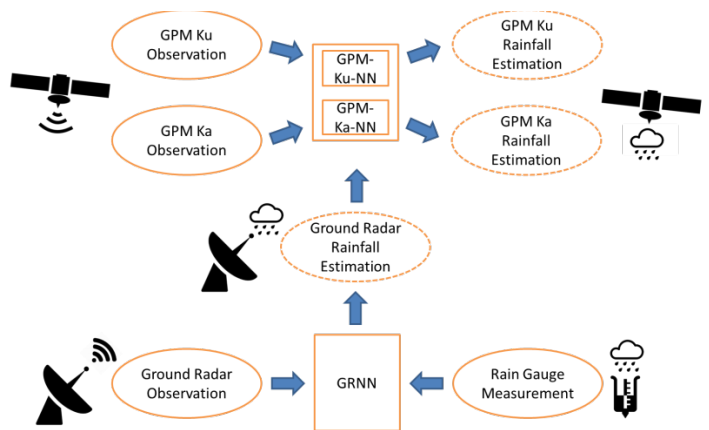 GPM Ku
Observation
GPM-
Ku-NN
GPM Ku
Rainfall
Estimation
GPM Ka
Observation
GPM-
Ka-NN
GPM Ka
Rainfall
Estimation
Ground Radar
Rainfall
Estimation
Ground Radar
Observation
GRNN
Rain Gauge
Measurement